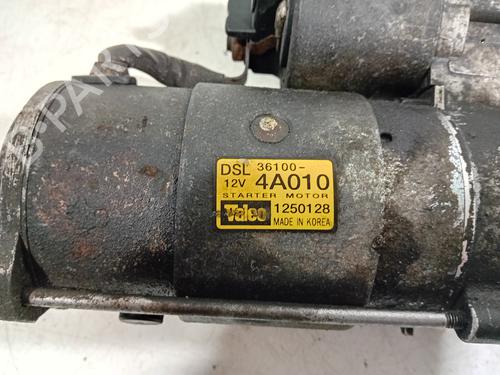 DSL 36100-
12V 4A010
STARTER MOTOR
Valeo 1250128
MADE IN KOREA